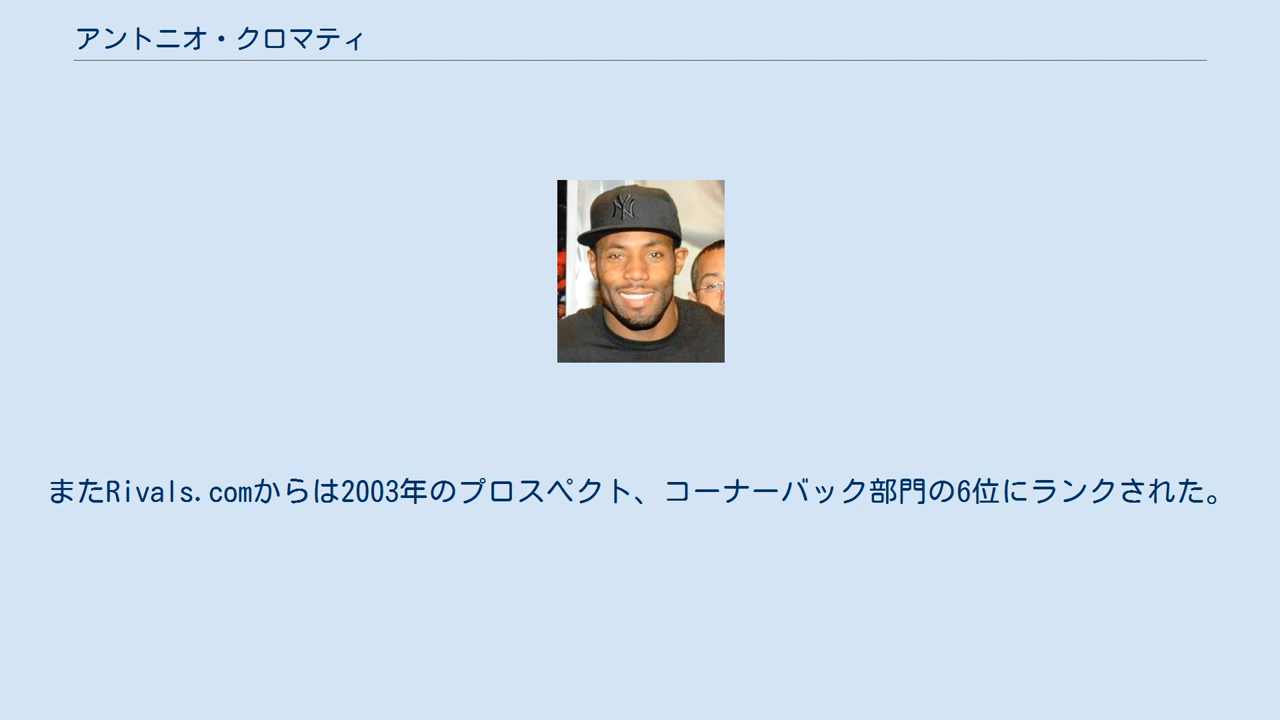 アントニオ・クロマティ
NY
またRivals.comからは2003年のプロスペクト、コーナーバック部門の6位にランクされた。